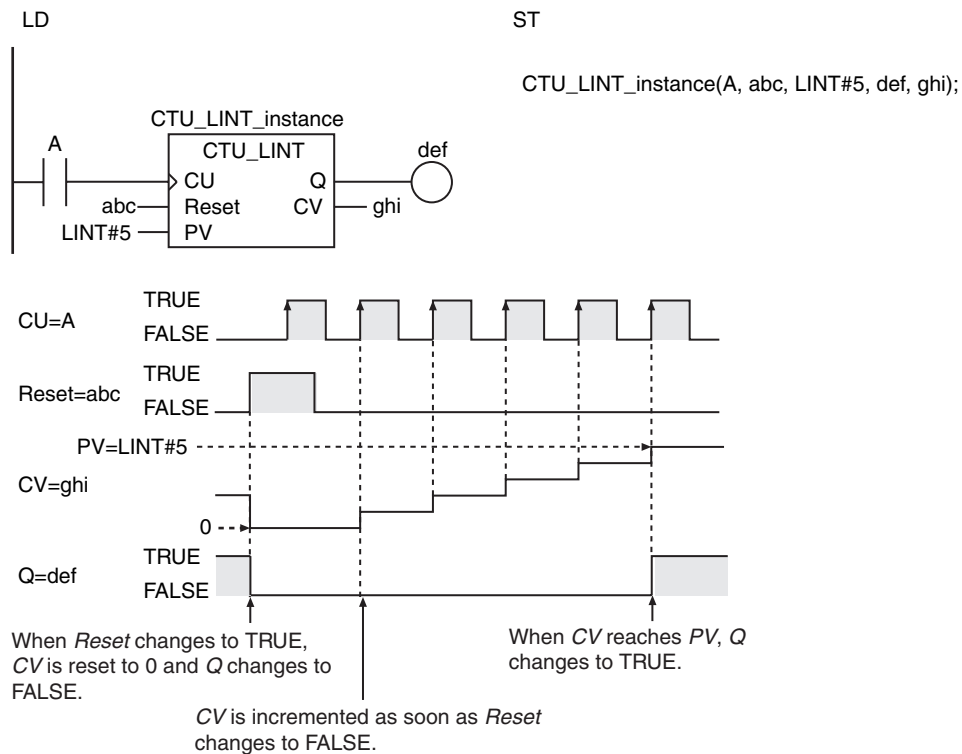 LD
ST
CTU_LINT_instance(A, abc, LINT#5, def, ghi);
CTU_LINT_instance
A
CTU_LINT
def
CU
Q
abc
Reset
CV
ghi
LINT#5
PV
CU=A
TRUE
FALSE
Reset=abc
TRUE
FALSE
PV=LINT#5
CV=ghi
0
Q=def
TRUE
FALSE
When Reset changes to TRUE,
CV is reset to 0 and Q changes to
FALSE.
When CV reaches PV, Q
changes to TRUE.
CV is incremented as soon as Reset
changes to FALSE.